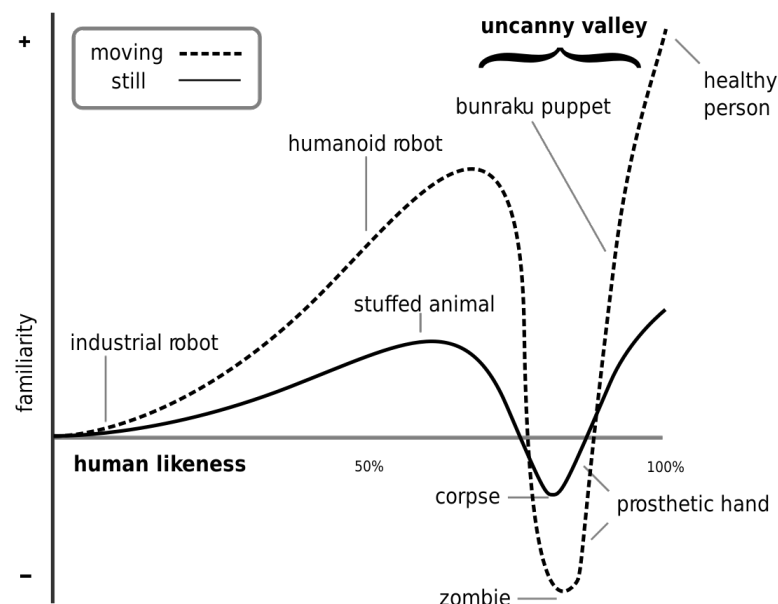 +
uncanny valley
moving
still
healthy
person
bunraku puppet
humanoid robot
stuffed animal
industrial robot
familiarity
human likeness
50%
100%
corpse
prosthetic hand
–
zombie